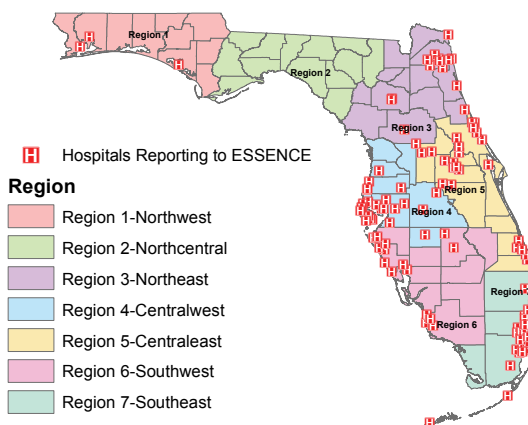 Region 1
Region 2
Region 3
H Hospitals Reporting to ESSENCE
Region
Region 1-Northwest
Region 2-Northcentral
Region 3-Northeast
Region 4-Centralwest
Region 5-Centraleast
Region 6-Southwest
Region 7-Southeast
Region 5
Region 4
Region
Region 6